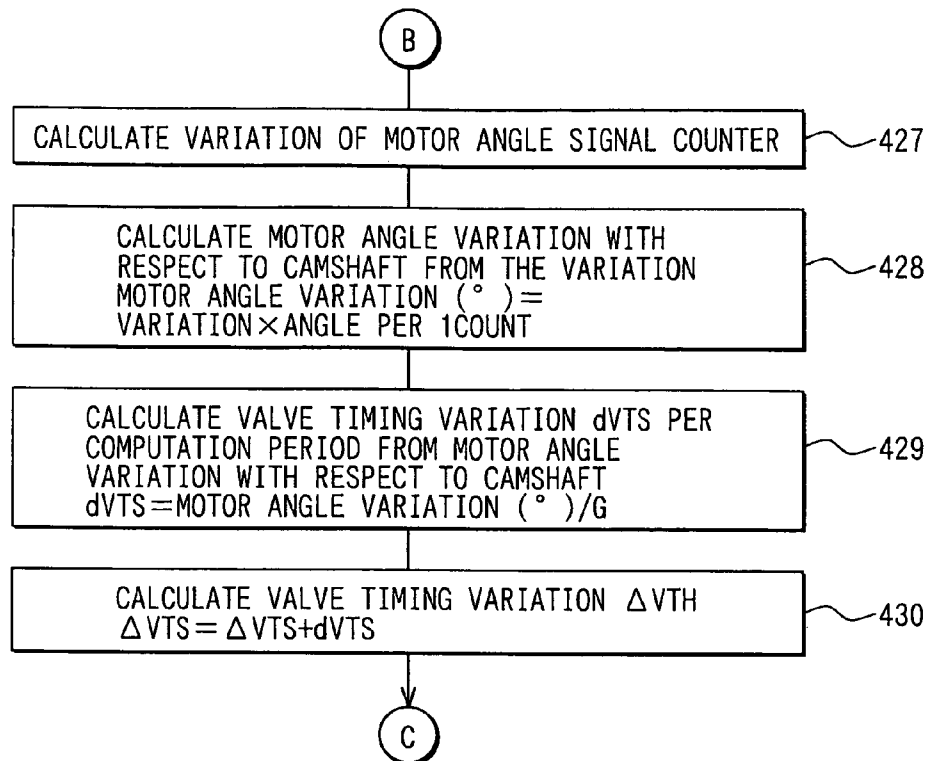 B
CALCULATE VARIATION OF MOTOR ANGLE SIGNAL COUNTER
427
CALCULATE MOTOR ANGLE VARIATION WITH
RESPECT TO CAMSHAFT FROM THE VARIATION
MOTOR ANGLE VARIATION (° )=
VARIATION×ANGLE PER 1COUNT
428
CALCULATE VALVE TIMING VARIATION dVTS PER
COMPUTATION PERIOD FROM MOTOR ANGLE
VARIATION WITH RESPECT TO CAMSHAFT
dVTS=MOTOR ANGLE VARIATION (° )/G
429
CALCULATE VALVE TIMING VARIATION ΔVTH
ΔVTS=ΔVTS+dVTS
430
C